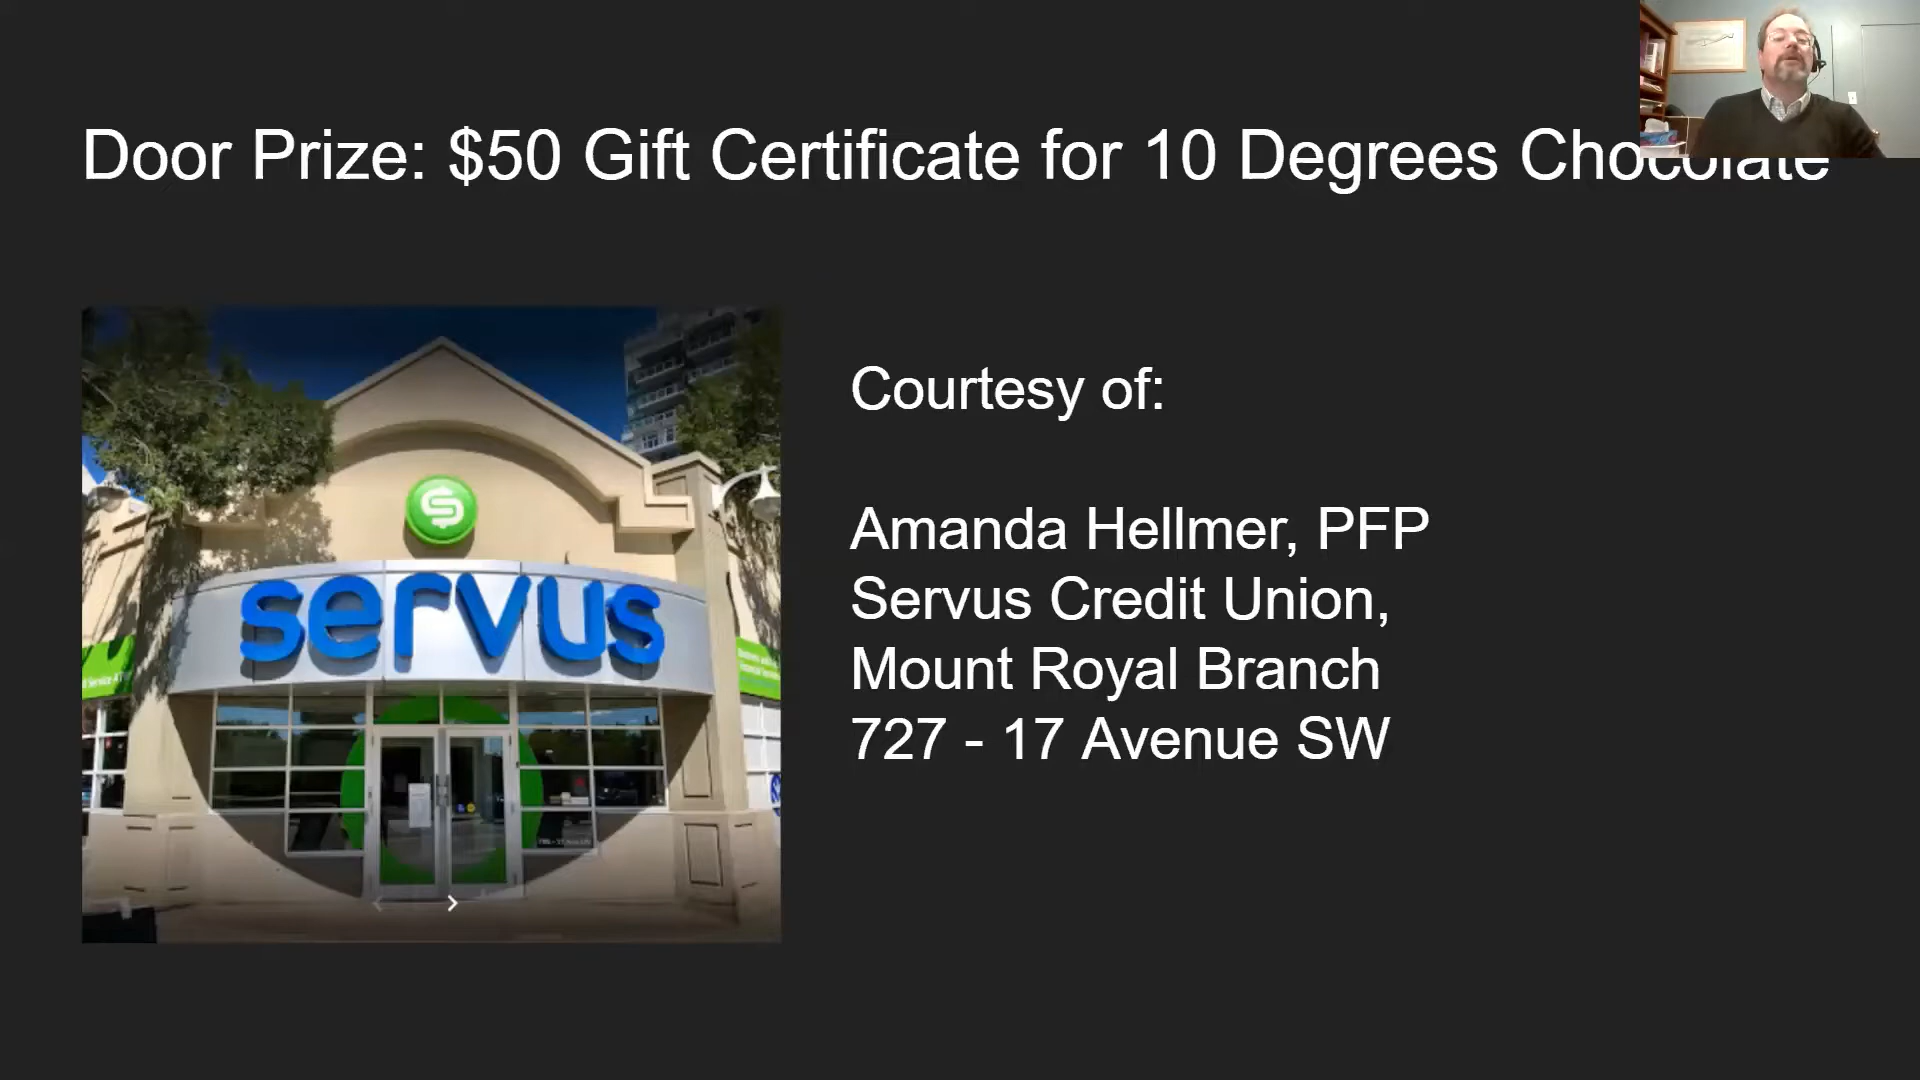 Door Prize: $50 Gift Certificate for 10 Degrees Chocolate
servus
Courtesy of:
Amanda Hellmer, PFP
Servus Credit Union,
Mount Royal Branch
727 - 17 Avenue SW